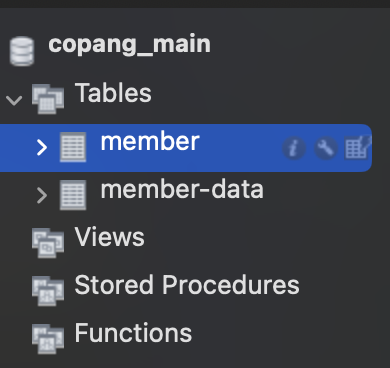 copang_main
Tables
member
member-data
Views
Stored Procedures
Functions